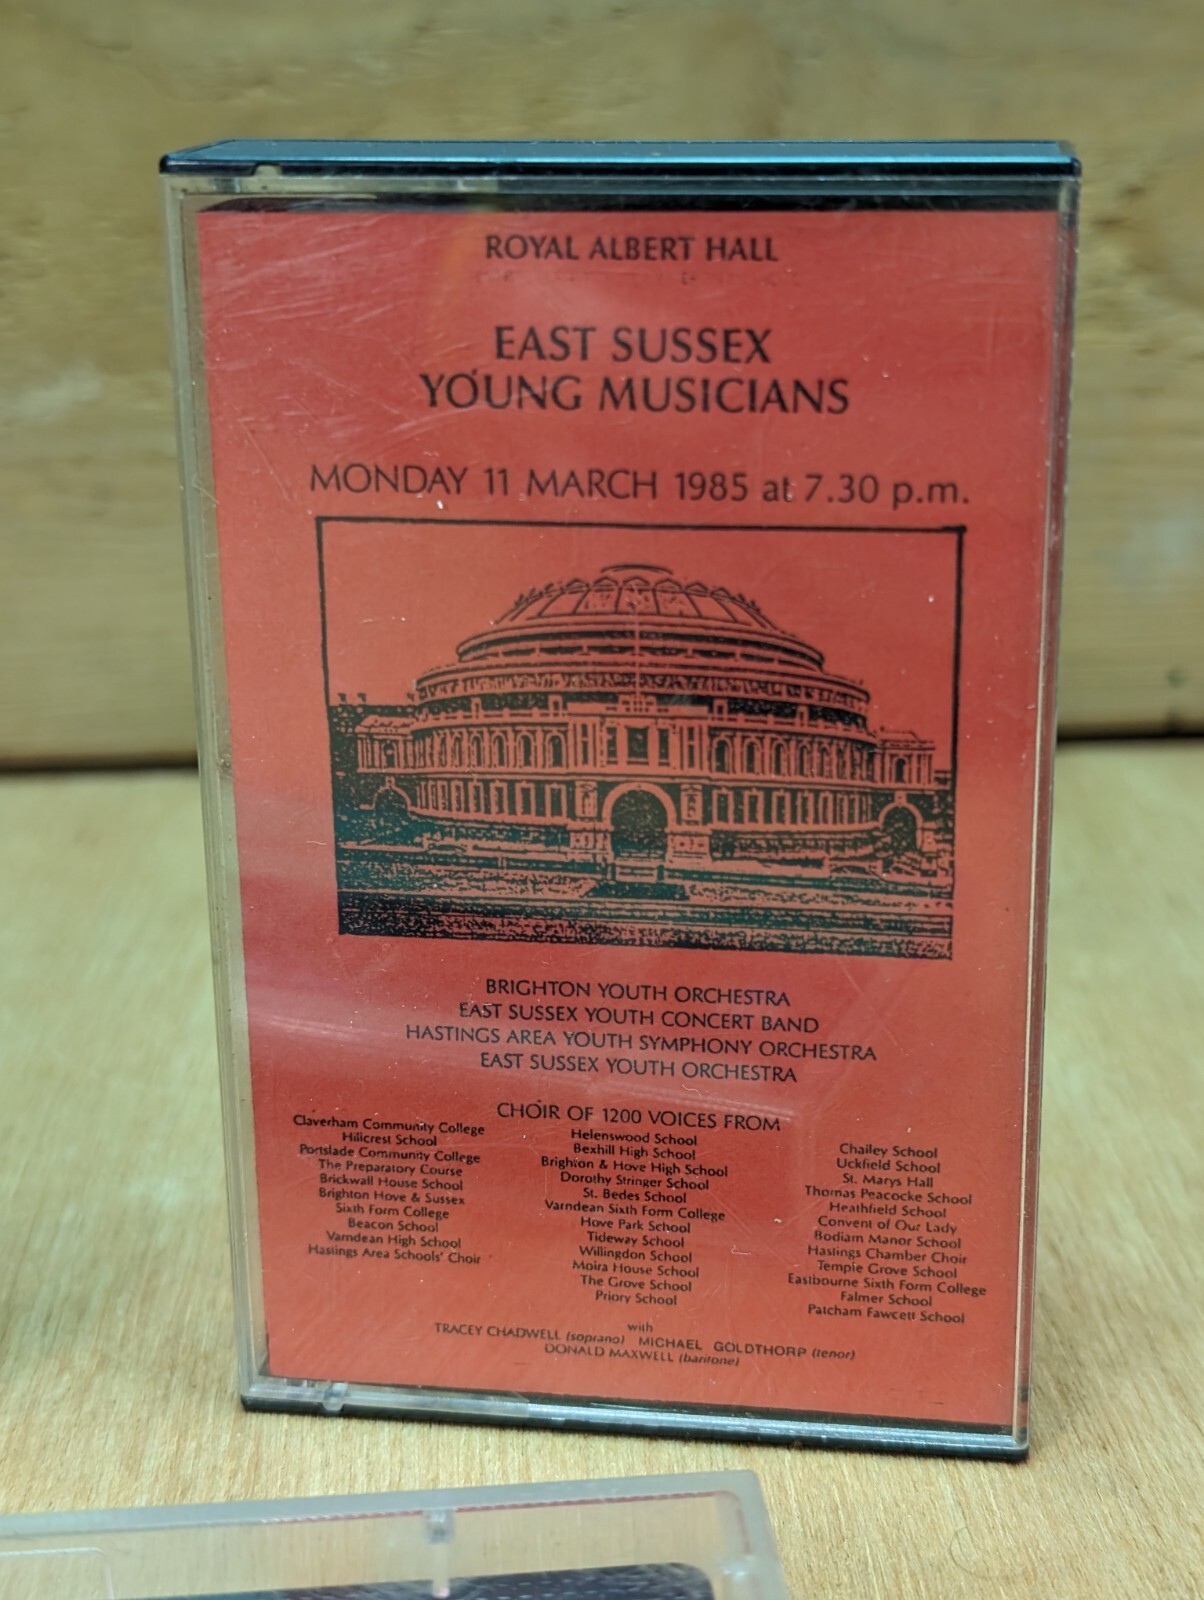 ROYAL ALBERT HALL
EAST SUSSEX
YOUNG MUSICIANS
MONDAY 11 MARCH 1985 at 7.30 p.m.
BRIGHTON YOUTH ORCHESTRA
EAST SUSSEX YOUTH CONCERT BAND
HASTINGS AREA YOUTH SYMPHONY ORCHESTRA
EAST SUSSEX YOUTH ORCHESTRA
CHOIR OF 1200 VOICES FROM
Claverham Community College
Hillcrest School
Portslade Community College
The Preparatory Course
Brickwall House School
Brighton Hove & Sussex
Sixth Form College
Beacon School
Varndean High School
Hastings Area Schools' Choir
Helenswood School
Bexhill High School
Brighton & Hove High School
Dorothy Stringer School
St. Bedes School
Varndean Sixth Form College
Hove Park School
Tideway School
Willingdon School
Moira House School
The Grove School
Priory School
Chailey School
Uckfield School
St. Marys Hall
Thomas Peacocke School
Heathfield School
Convent of Our Lady
Bodiam Manor School
Hastings Chamber Choir
Temple Grove School
Eastbourne Sixth Form College
Falmer School
Patcham Fawcett School
with
TRACEY CHADWELL (soprano) MICHAEL GOLDTHORP (tenor)
DONALD MAXWELL (baritone)